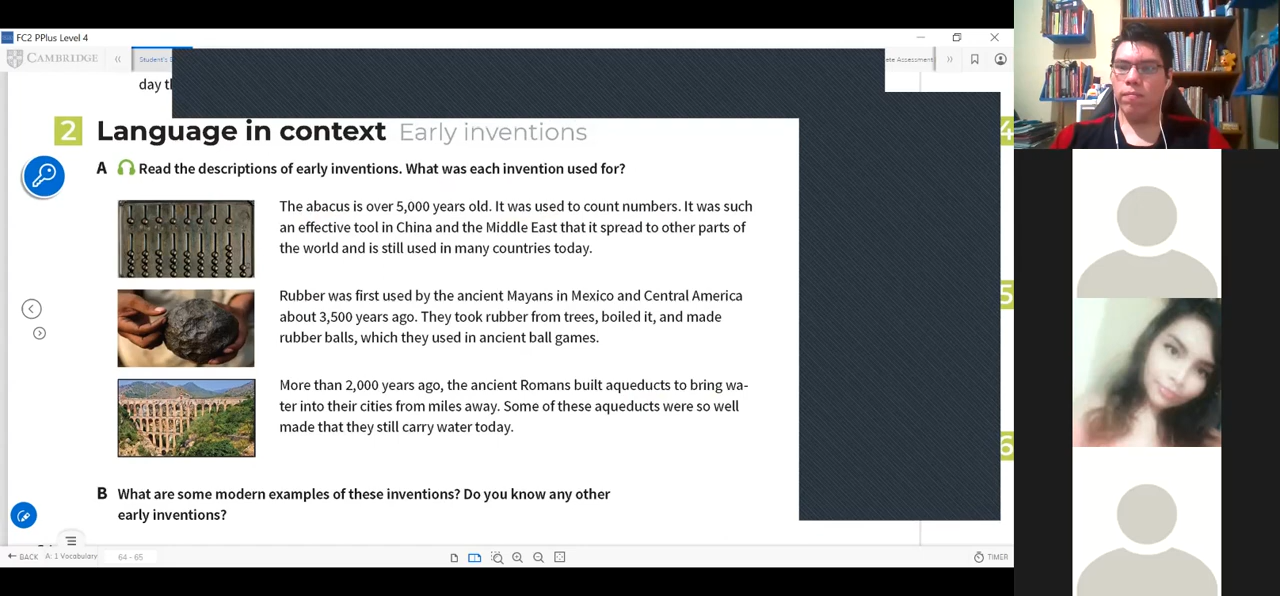 FC2 PPlus Level 4
CAMBRIDGE
Student's
ete Assessment
day th
2 Language in context Early inventions
4
A Read the descriptions of early inventions. What was each invention used for?
The abacus is over 5,000 years old. It was used to count numbers. It was such
an effective tool in China and the Middle East that it spread to other parts of
the world and is still used in many countries today.
Rubber was first used by the ancient Mayans in Mexico and Central America
about 3,500 years ago. They took rubber from trees, boiled it, and made
rubber balls, which they used in ancient ball games.
5
More than 2,000 years ago, the ancient Romans built aqueducts to bring wa-
ter into their cities from miles away. Some of these aqueducts were so well
made that they still carry water today.
6
B What are some modern examples of these inventions? Do you know any other
early inventions?
BACK A: 1 Vocabulary 64 - 65 TIMER